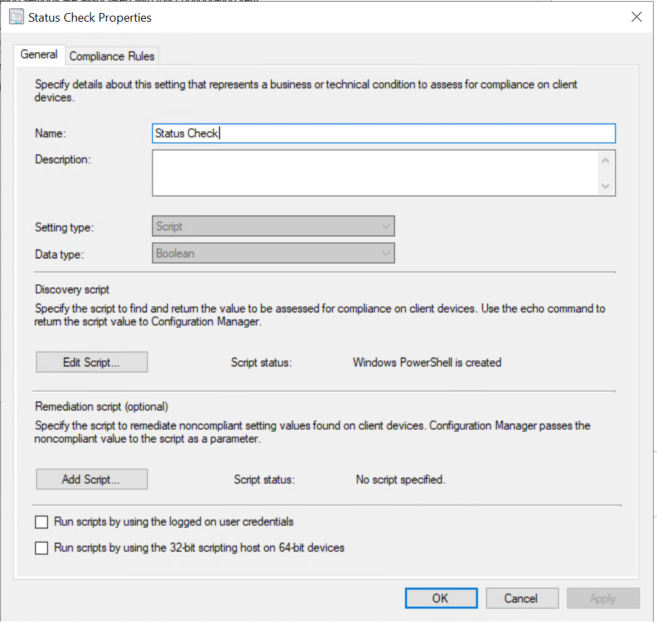 Status Check Properties
General
Compliance Rules
Specify details about this setting that represents a business or technical condition to assess for compliance on client
devices.
Name:
Status Check
Description:
Setting type:
Script
Data type:
Boolean
Discovery script
Specify the script to find and return the value to be assessed for compliance on client devices. Use the echo command to
return the script value to Configuration Manager.
Edit Script...
Script status:
Windows PowerShell is created
Remediation script (optional)
Specify the script to remediate noncompliant setting values found on client devices. Configuration Manager passes the
noncompliant value to the script as a parameter.
Add Script...
Script status:
No script specified.
Run scripts by using the logged on user credentials
Run scripts by using the 32-bit scripting host on 64-bit devices
OK
Cancel
Apply